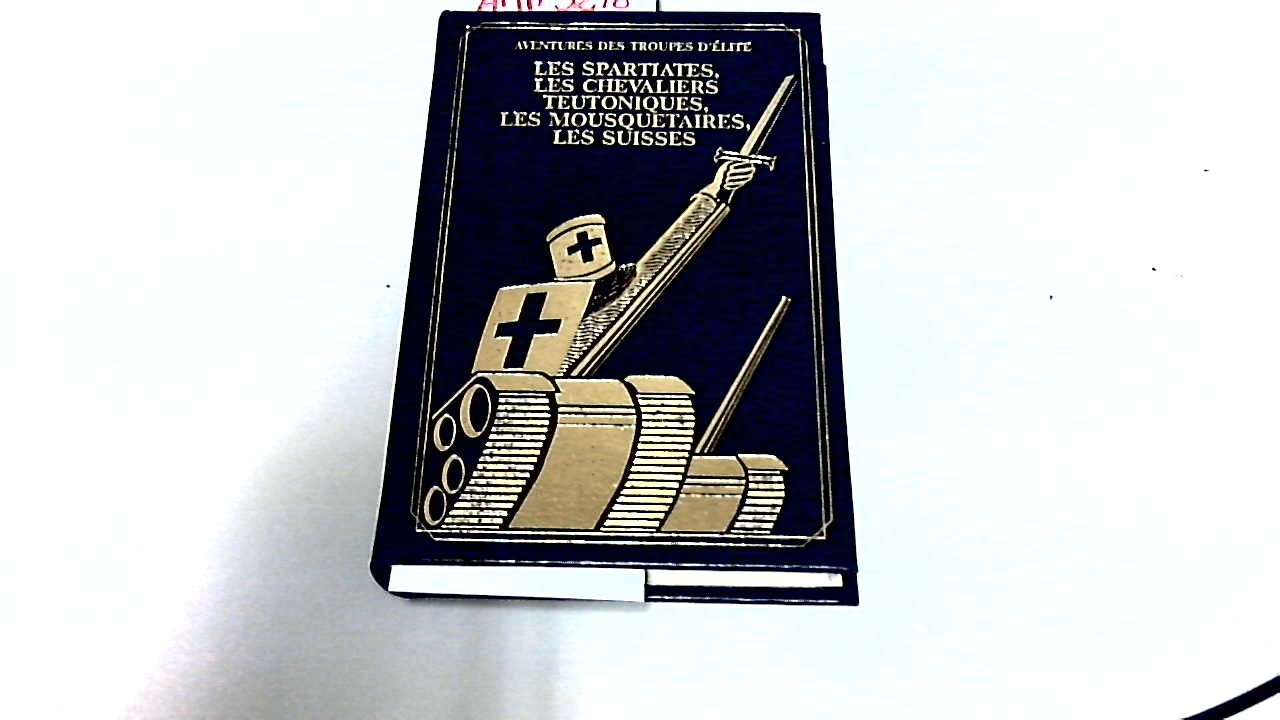 AVENTURES DES TROUPES D'ÉLITE
LES SPARTIATES,
LES CHEVALIERS
TEUTONIQUES,
LES MOUSQUETAIRES,
LES SUISSES